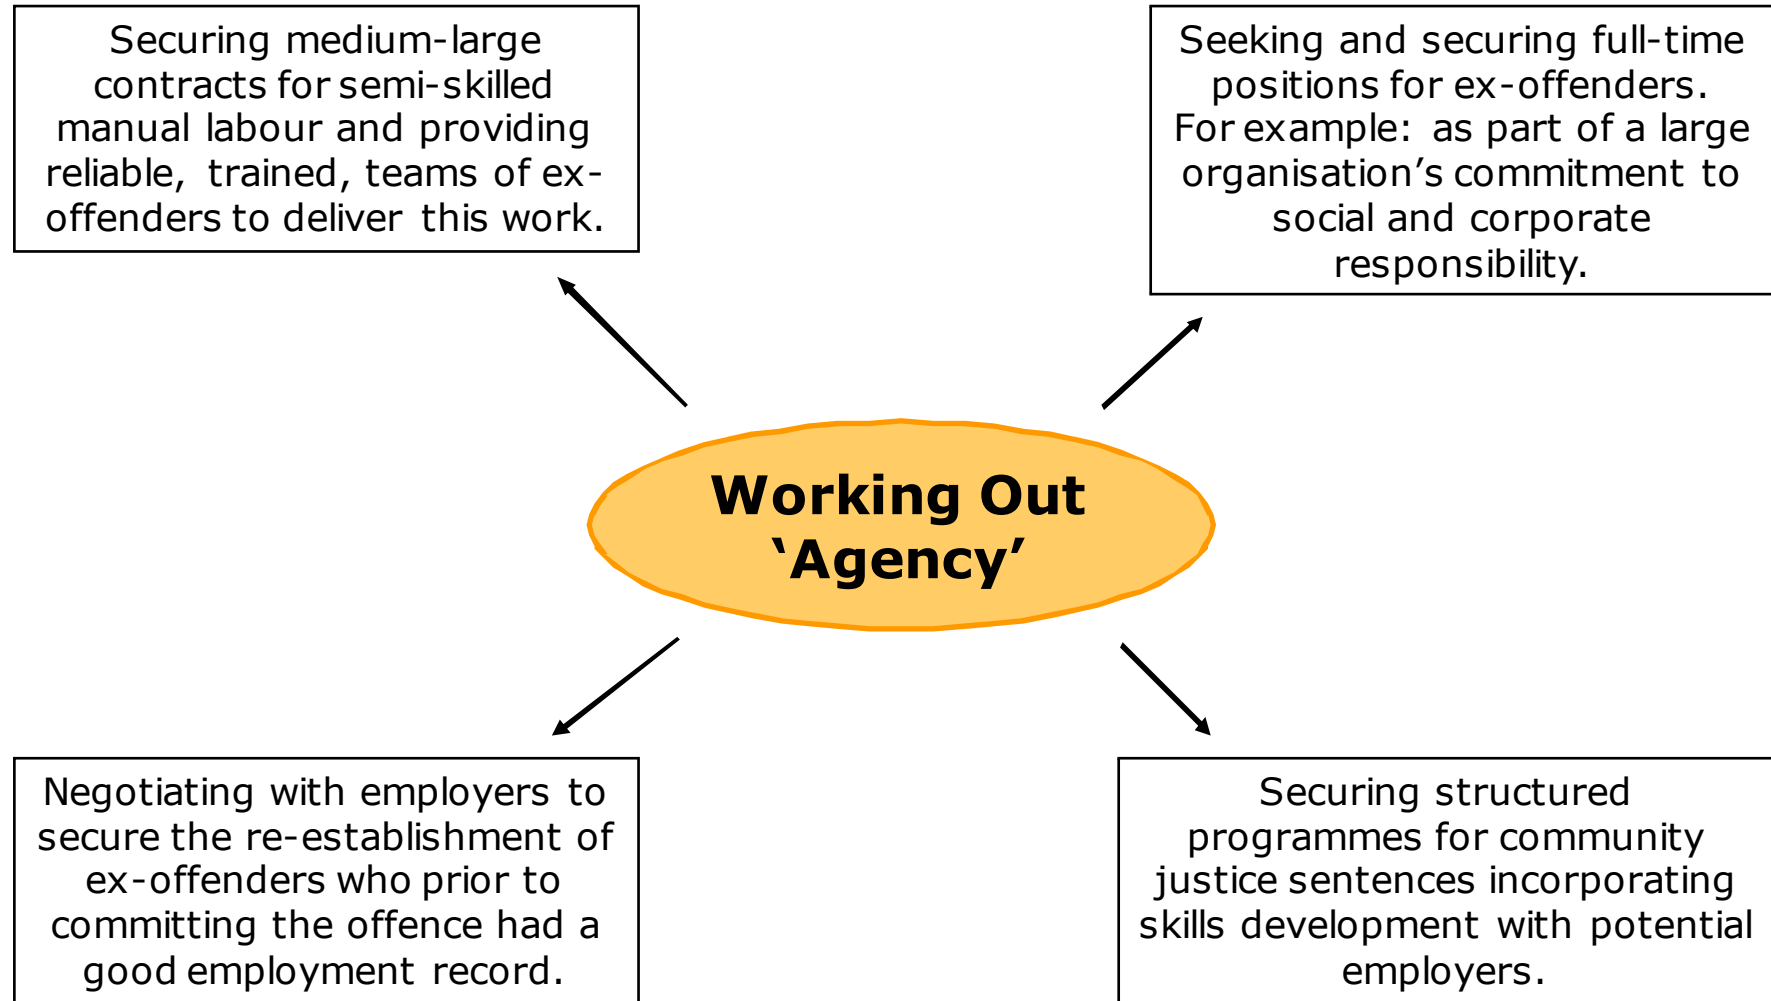 Securing medium-large
contracts for semi-skilled
manual labour and providing
reliable, trained, teams of ex-
offenders to deliver this work.
Seeking and securing full-time
positions for ex-offenders.
For example: as part of a large
organisation’s commitment to
social and corporate
responsibility.
Working Out
‘Agency’
Negotiating with employers to
secure the re-establishment of
ex-offenders who prior to
committing the offence had a
good employment record.
Securing structured
programmes for community
justice sentences incorporating
skills development with potential
employers.